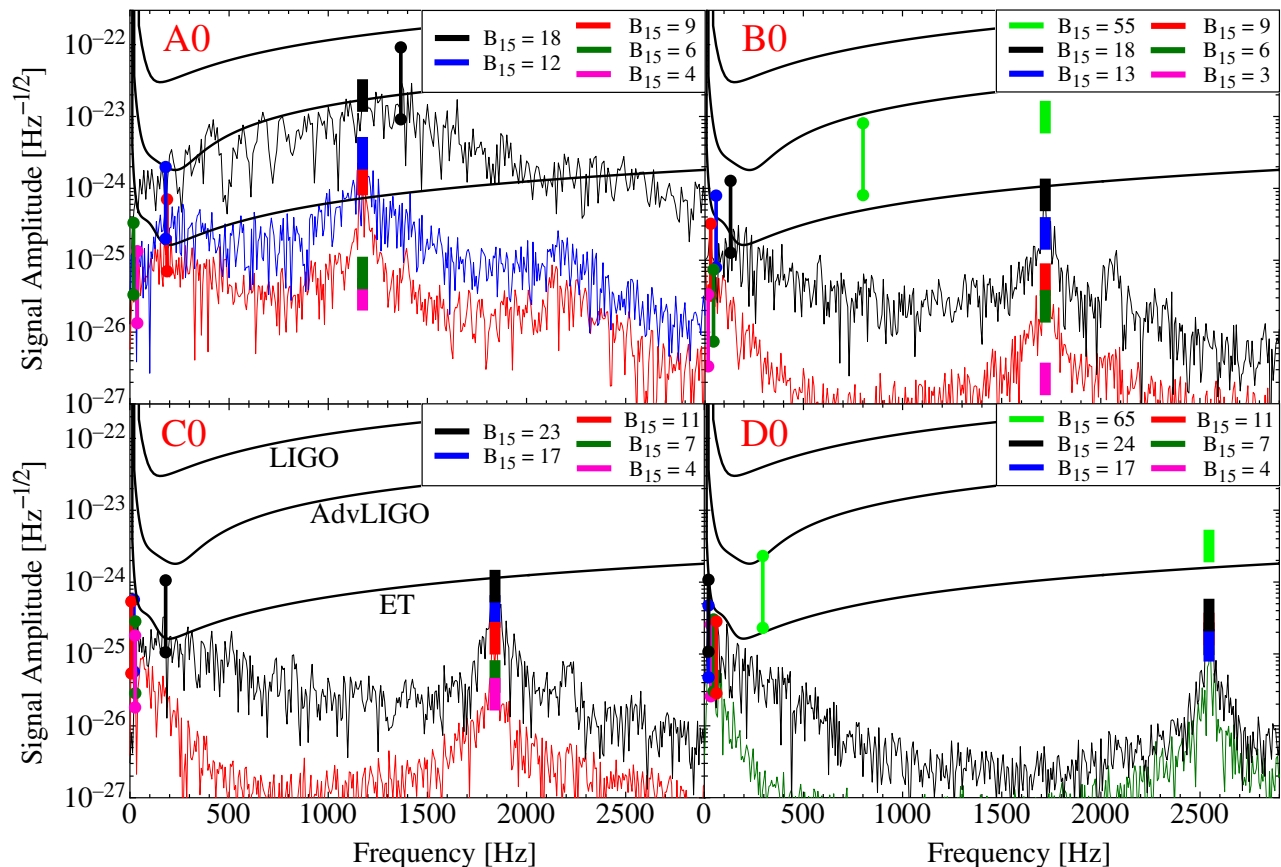 A0
B₁₅ = 18
B₁₅ = 12
B₁₅ = 9
B₁₅ = 6
B₁₅ = 4
B0
B₁₅ = 55
B₁₅ = 18
B₁₅ = 13
B₁₅ = 9
B₁₅ = 6
B₁₅ = 3
Signal Amplitude [Hz⁻¹/²]
10⁻²²
10⁻²³
10⁻²⁴
10⁻²⁵
10⁻²⁶
10⁻²⁷
C0
B₁₅ = 23
B₁₅ = 17
B₁₅ = 11
B₁₅ = 7
B₁₅ = 4
LIGO
AdvLIGO
ET
D0
B₁₅ = 65
B₁₅ = 24
B₁₅ = 17
B₁₅ = 11
B₁₅ = 7
B₁₅ = 4
Signal Amplitude [Hz⁻¹/²]
10⁻²²
10⁻²³
10⁻²⁴
10⁻²⁵
10⁻²⁶
10⁻²⁷
0 500 1000 1500 2000 2500 0 500 1000 1500 2000 2500
Frequency [Hz] Frequency [Hz]